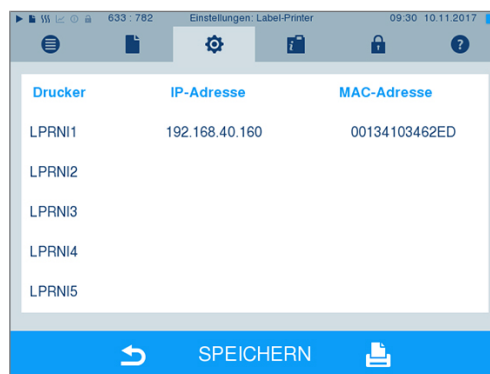 633 : 782 Einstellungen: Label-Printer 09:30 10.11.2017
Drucker IP-Adresse MAC-Adresse
LPRNI1 192.168.40.160 00134103462ED
LPRNI2
LPRNI3
LPRNI4
LPRNI5
SPEICHERN